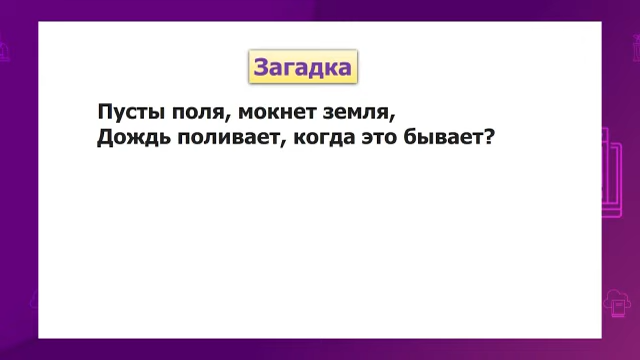 Загадка
Пусты поля, мокнет земля,
Дождь поливает, когда это бывает?